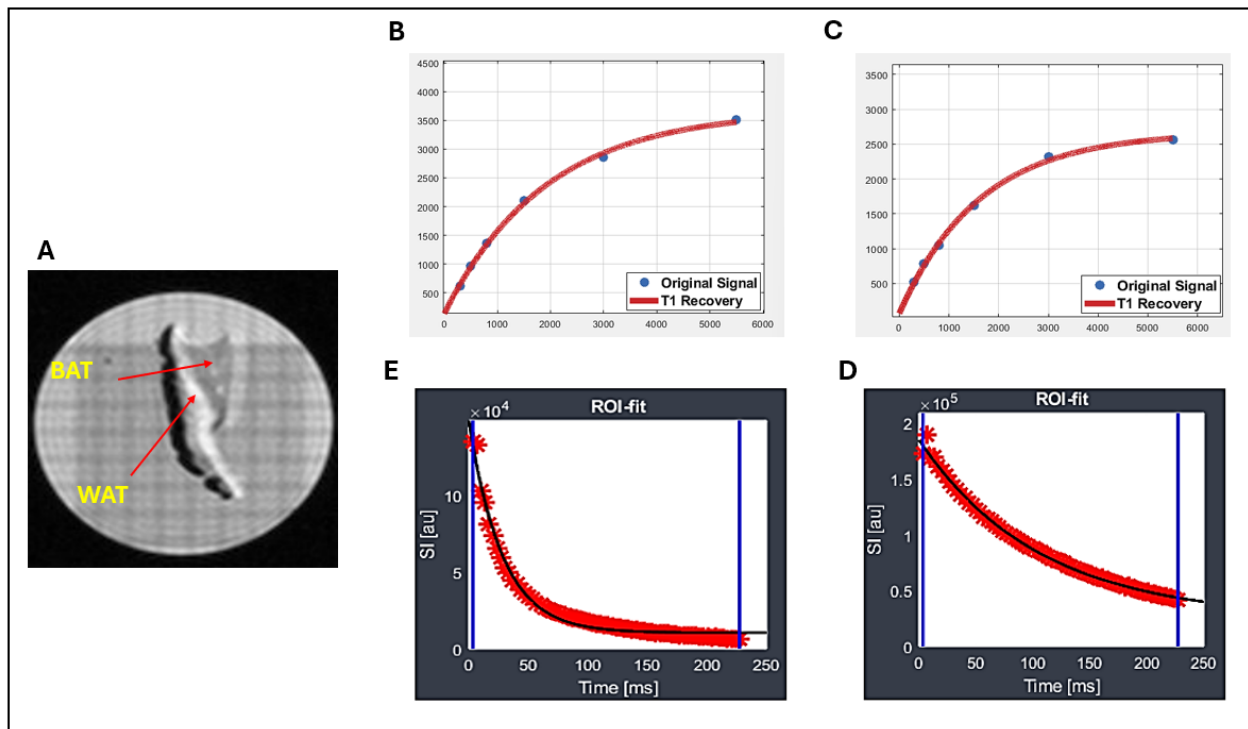 A
BAT
WAT
B
4500
4000
3500
3000
2500
2000
1500
1000
500
0 1000 2000 3000 4000 5000 6000
Original Signal
T1 Recovery
C
3500
3000
2500
2000
1500
1000
500
0 1000 2000 3000 4000 5000 6000
Original Signal
T1 Recovery
E
× 10⁴
ROI-fit
10
5
0
SI [au]
0 50 100 150 200 250
Time [ms]
D
× 10⁵
ROI-fit
2
1.5
1
0.5
0
SI [au]
0 50 100 150 200 250
Time [ms]